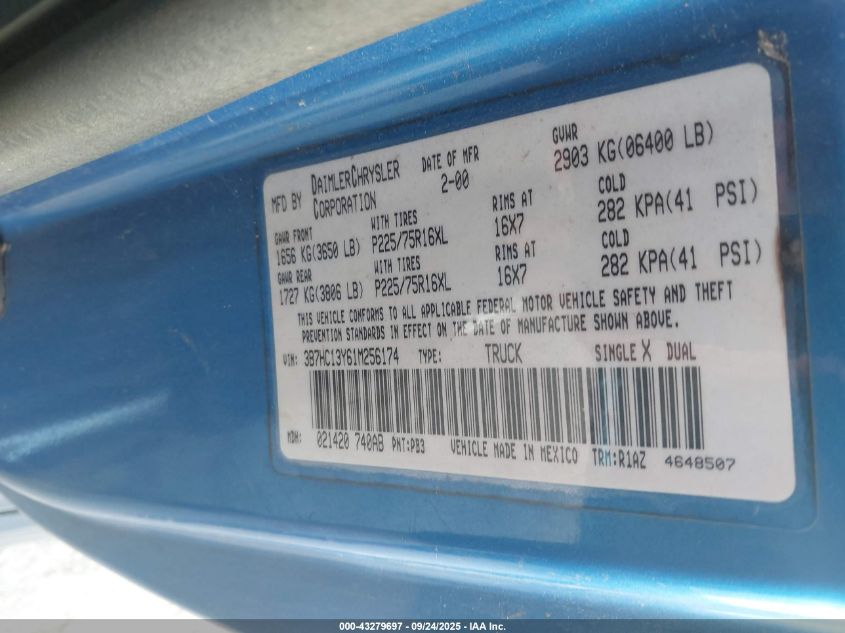 MFD BY DAIMLERCHRYSLER CORPORATION DATE OF MFR 2-00 GVWR 2903 KG(06400 LB)
GAWR FRONT WITH TIRES RIMS AT COLD
1656 KG(3650 LB) P225/75R16XL 16X7 282 KPA(41 PSI)
GAWR REAR WITH TIRES RIMS AT COLD
1727 KG(3806 LB) P225/75R16XL 16X7 282 KPA(41 PSI)
THIS VEHICLE CONFORMS TO ALL APPLICABLE FEDERAL MOTOR VEHICLE SAFETY AND THEFT
PREVENTION STANDARDS IN EFFECT ON THE DATE OF MANUFACTURE SHOWN ABOVE.
VIN: 3B7HC13Y61M256174 TYPE: TRUCK SINGLE X DUAL
MDH: 021420 740AB PNT:PB3 VEHICLE MADE IN MEXICO TRM:R1AZ 4648507
000-43279697 - 09/24/2025 - IAA Inc.